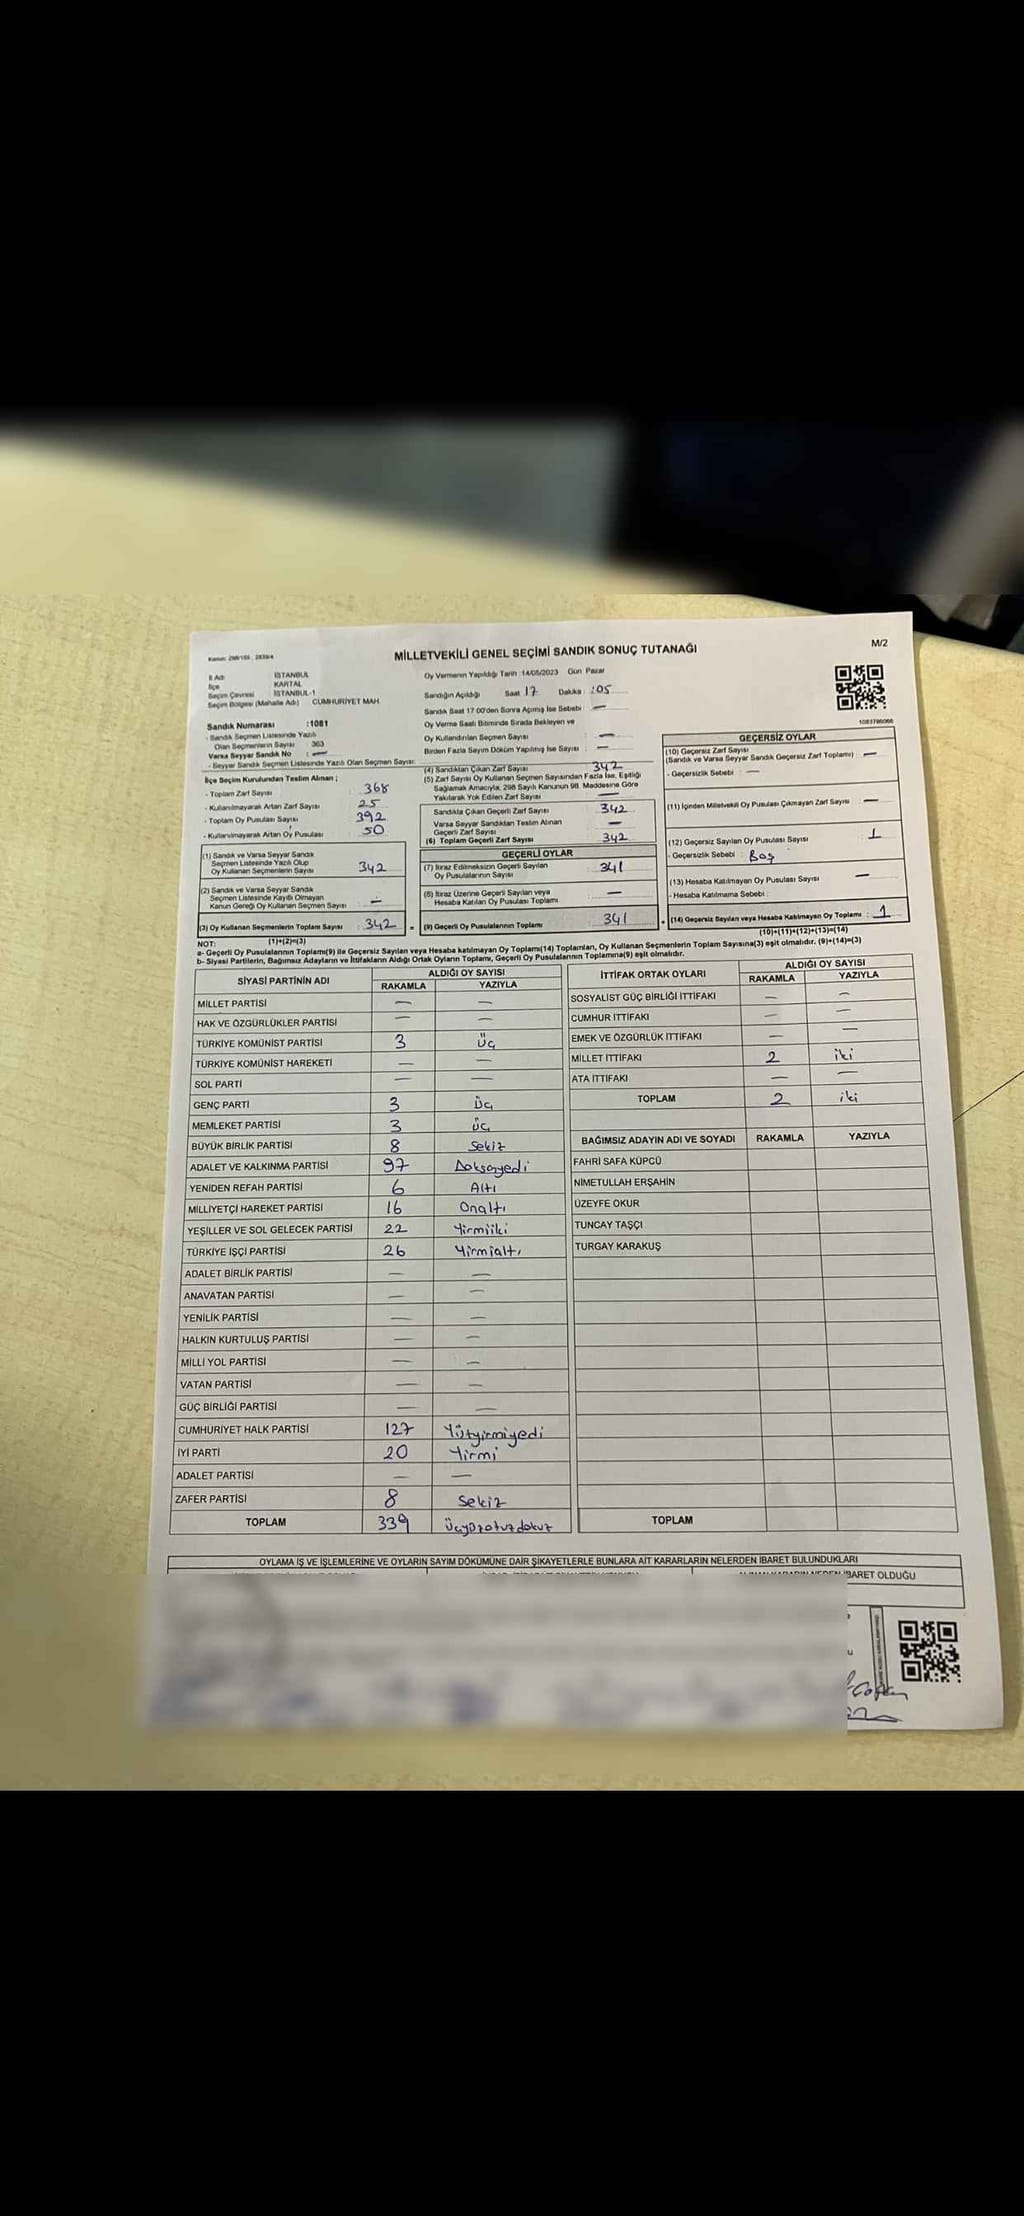 Kanun: 298/105 , 2839/4
MİLLETVEKİLİ GENEL SEÇİMİ SANDIK SONUÇ TUTANAĞI
M/2
İl Adı İSTANBUL
İlçe KARTAL
Seçim Çevresi İSTANBUL-1
Seçim Bölgesi (Mahalle Adı) CUMHURİYET MAH.
Oy Vermenin Yapıldığı Tarih :14/05/2023 Gün Pazar
Sandığın Açıldığı Saat 17 Dakika :05
Sandık Saat 17.00'den Sonra Açılmış İse Sebebi : —
Oy Verme Saati Bitiminde Sırada Bekleyen ve
Oy Kullandırılan Seçmen Sayısı —
Birden Fazla Sayım Döküm Yapılmış İse Sayısı : —
Sandık Numarası :1081
- Sandık Seçmen Listesinde Yazılı
Olan Seçmenlerin Sayısı : 363
Varsa Seyyar Sandık No : —
- Seyyar Sandık Seçmen Listesinde Yazılı Olan Seçmen Sayısı:
İlçe Seçim Kurulundan Teslim Alınan ;
- Toplam Zarf Sayısı 368
- Kullanılmayarak Artan Zarf Sayısı 25
- Toplam Oy Pusulası Sayısı 392
- Kullanılmayarak Artan Oy Pusulası 50
(1) Sandık ve Varsa Seyyar Sandık
Seçmen Listesinde Yazılı Olup
Oy Kullanan Seçmenlerin Sayısı 342
(2) Sandık ve Varsa Seyyar Sandık
Seçmen Listesinde Kayıtlı Olmayan
Kanun Gereği Oy Kullanan Seçmen Sayısı —
(3) Oy Kullanan Seçmenlerin Toplam Sayısı 342
(1)+(2)=(3)
(4) Sandıktan Çıkan Zarf Sayısı 342
(5) Zarf Sayısı Oy Kullanan Seçmen Sayısından Fazla İse, Eşitliği
Sağlamak Amacıyla, 298 Sayılı Kanunun 98. Maddesine Göre
Yakılarak Yok Edilen Zarf Sayısı —
Sandıkta Çıkan Geçerli Zarf Sayısı 342
Varsa Seyyar Sandıktan Teslim Alınan
Geçerli Zarf Sayısı —
(6) Toplam Geçerli Zarf Sayısı 342
GEÇERLİ OYLAR
(7) İtiraz Edilmeksizin Geçerli Sayılan
Oy Pusulalarının Sayısı : 341
(8) İtiraz Üzerine Geçerli Sayılan veya
Hesaba Katılan Oy Pusulası Toplamı —
= (9) Geçerli Oy Pusulalarının Toplamı 341
1083786066
GEÇERSİZ OYLAR
(10) Geçersiz Zarf Sayısı
(Sandık ve Varsa Seyyar Sandık Geçersiz Zarf Toplamı) : —
- Geçersizlik Sebebi : —
(11) İçinden Milletvekili Oy Pusulası Çıkmayan Zarf Sayısı —
(12) Geçersiz Sayılan Oy Pusulası Sayısı 1
- Geçersizlik Sebebi : Boş
(13) Hesaba Katılmayan Oy Pusulası Sayısı —
- Hesaba Katılmama Sebebi :
+ (14) Geçersiz Sayılan veya Hesaba Katılmayan Oy Toplamı : 1
(10)+(11)+(12)+(13)=(14)
NOT:
a- Geçerli Oy Pusulalarının Toplamı(9) ile Geçersiz Sayılan veya Hesaba katılmayan Oy Toplamı(14) Toplamları, Oy Kullanan Seçmenlerin Toplam Sayısına(3) eşit olmalıdır. (9)+(14)=(3)
b- Siyasi Partilerin, Bağımsız Adayların ve İttifakların Aldığı Ortak Oyların Toplamı, Geçerli Oy Pusulalarının Toplamına(9) eşit olmalıdır.
SİYASİ PARTİNİN ADI ALDIĞI OY SAYISI
RAKAMLA YAZIYLA
MİLLET PARTİSİ — —
HAK VE ÖZGÜRLÜKLER PARTİSİ — —
TÜRKİYE KOMÜNİST PARTİSİ 3 Üç
TÜRKİYE KOMÜNİST HAREKETİ — —
SOL PARTİ — —
GENÇ PARTİ 3 Üç
MEMLEKET PARTİSİ 3 Üç
BÜYÜK BİRLİK PARTİSİ 8 Sekiz
ADALET VE KALKINMA PARTİSİ 97 Doksayedi
YENİDEN REFAH PARTİSİ 6 Altı
MİLLİYETÇİ HAREKET PARTİSİ 16 Onaltı
YEŞİLLER VE SOL GELECEK PARTİSİ 22 Yirmiiki
TÜRKİYE İŞÇİ PARTİSİ 26 Yirmialtı
ADALET BİRLİK PARTİSİ — —
ANAVATAN PARTİSİ — —
YENİLİK PARTİSİ — —
HALKIN KURTULUŞ PARTİSİ — —
MİLLİ YOL PARTİSİ — —
VATAN PARTİSİ — —
GÜÇ BİRLİĞİ PARTİSİ — —
CUMHURİYET HALK PARTİSİ 127 Yüzyirmiyedi
İYİ PARTİ 20 Yirmi
ADALET PARTİSİ — —
ZAFER PARTİSİ 8 Sekiz
TOPLAM 339 Üçyüzotuzdokuz
İTTİFAK ORTAK OYLARI ALDIĞI OY SAYISI
RAKAMLA YAZIYLA
SOSYALİST GÜÇ BİRLİĞİ İTTİFAKI — —
CUMHUR İTTİFAKI — —
EMEK VE ÖZGÜRLÜK İTTİFAKI — —
MİLLET İTTİFAKI 2 iki
ATA İTTİFAKI — —
TOPLAM 2 iki
BAĞIMSIZ ADAYIN ADI VE SOYADI RAKAMLA YAZIYLA
FAHRİ SAFA KÜPCÜ
NİMETULLAH ERŞAHİN
ÜZEYFE OKUR
TUNCAY TAŞÇI
TURGAY KARAKUŞ
TOPLAM
OYLAMA İŞ VE İŞLEMLERİNE VE OYLARIN SAYIM DÖKÜMÜNE DAİR ŞİKAYETLERLE BUNLARA AİT KARARLARIN NELERDEN İBARET BULUNDUKLARI
İBARET OLDUĞU